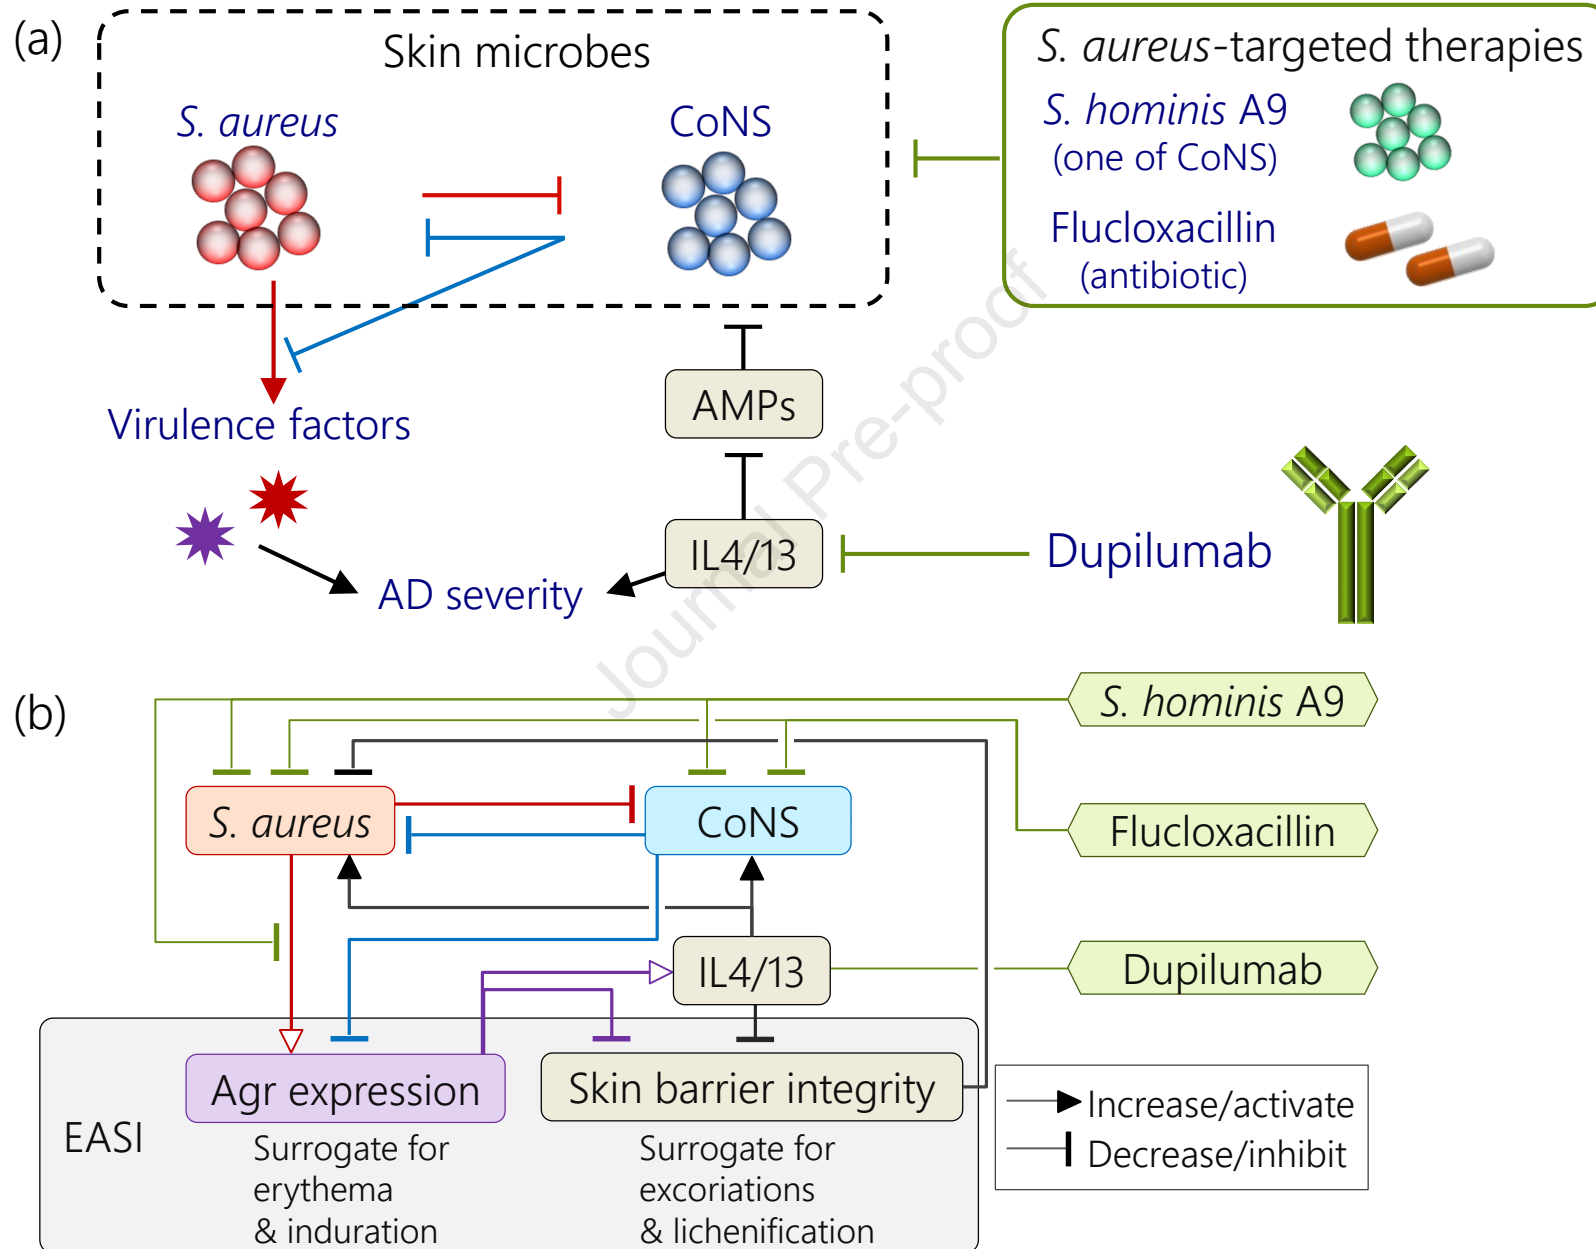 (a)
Skin microbes
S. aureus
CoNS
S. aureus-targeted therapies
S. hominis A9
(one of CoNS)
Flucloxacillin
(antibiotic)
Virulence factors
AMPs
IL4/13
AD severity
Dupilumab
Journal Pre-proof
(b)
S. hominis A9
S. aureus
CoNS
Flucloxacillin
IL4/13
Dupilumab
Agr expression
Skin barrier integrity
EASI
Surrogate for
erythema
& induration
Surrogate for
excoriations
& lichenification
Increase/activate
Decrease/inhibit